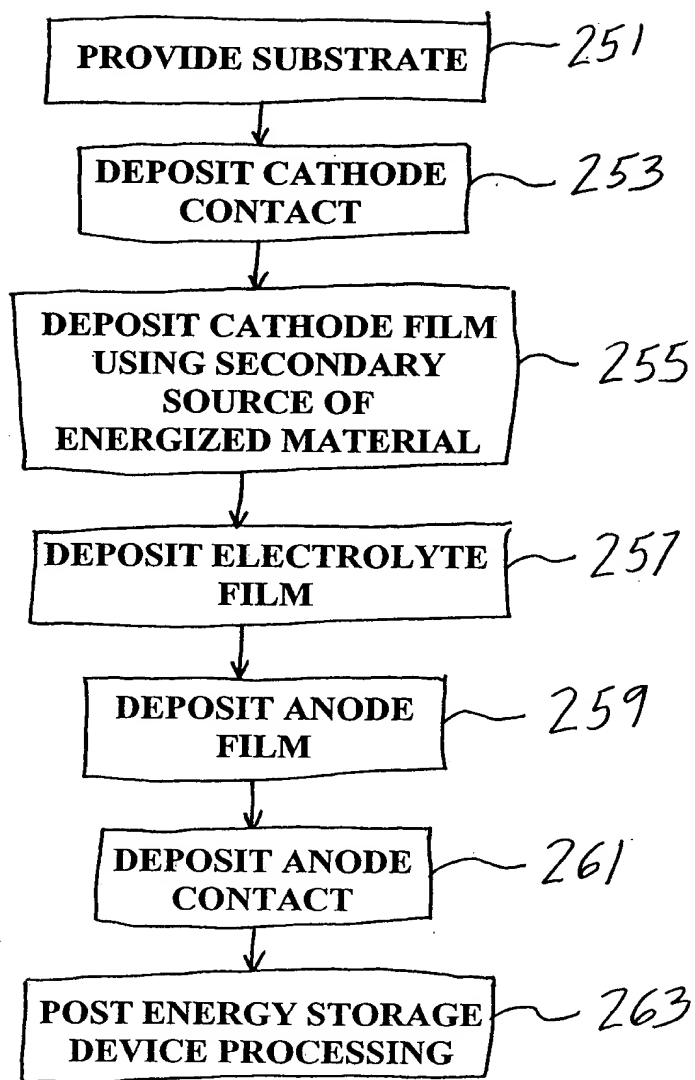 PROVIDE SUBSTRATE
251
DEPOSIT CATHODE
CONTACT
253
DEPOSIT CATHODE FILM
USING SECONDARY
SOURCE OF
ENERGIZED MATERIAL
255
DEPOSIT ELECTROLYTE
FILM
257
DEPOSIT ANODE
FILM
259
DEPOSIT ANODE
CONTACT
261
POST ENERGY STORAGE
DEVICE PROCESSING
263